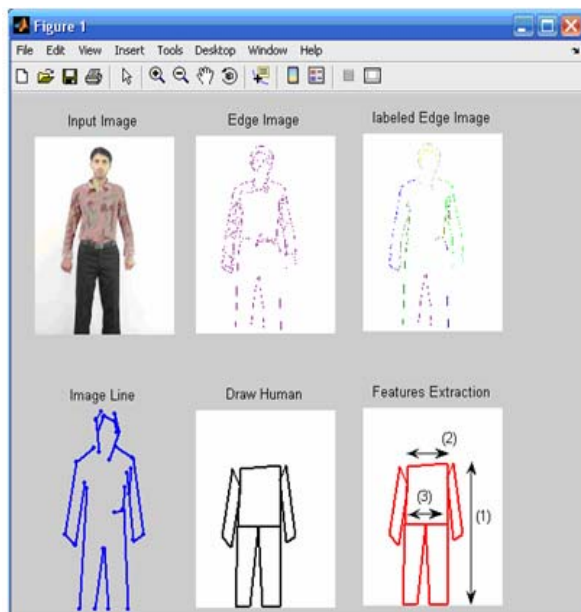 Figure 1
File Edit View Insert Tools Desktop Window Help
Input Image
Edge Image
labeled Edge Image
Image Line
Draw Human
Features Extraction
(2)
(3)
(1)